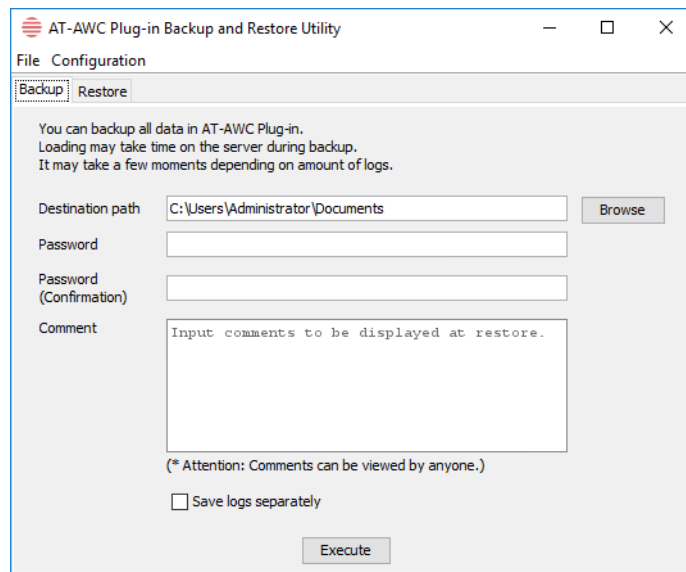 AT-AWC Plug-in Backup and Restore Utility
File Configuration
Backup Restore
You can backup all data in AT-AWC Plug-in.
Loading may take time on the server during backup.
It may take a few moments depending on amount of logs.
Destination path C:\Users\Administrator\Documents Browse
Password
Password
(Confirmation)
Comment Input comments to be displayed at restore.
(* Attention: Comments can be viewed by anyone.)
Save logs separately
Execute